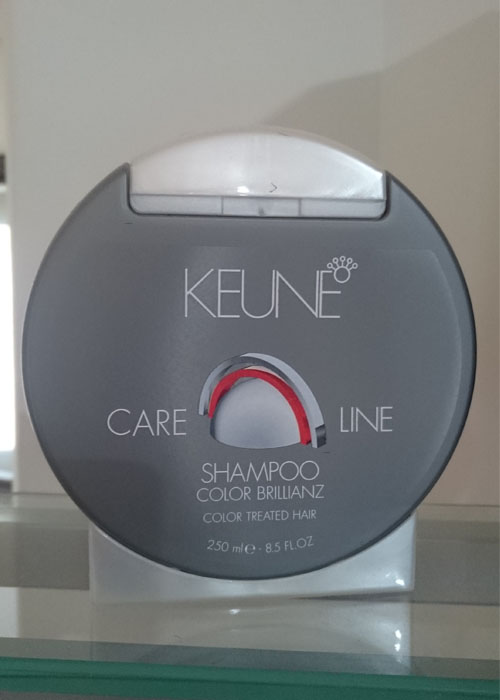 KEUNE
CARE LINE
SHAMPOO
COLOR BRILLIANZ
COLOR TREATED HAIR
250 ml ℮ - 8.5 FL.OZ